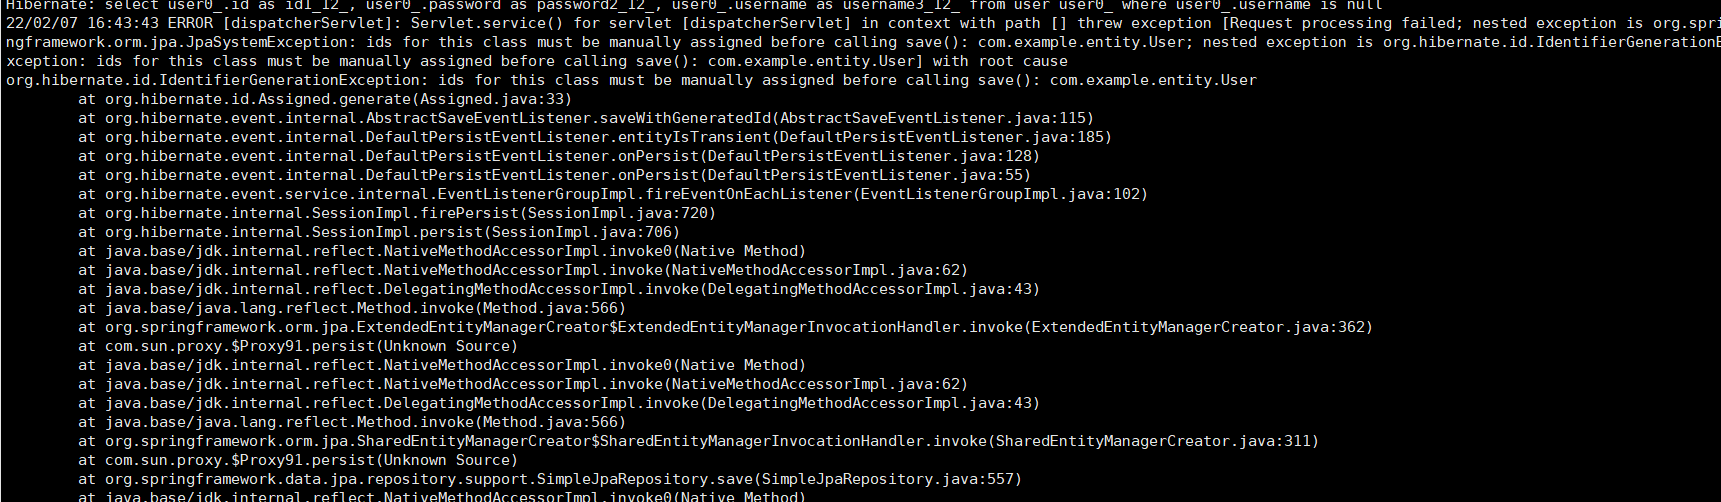 Hibernate: select user0_.id as id1_12_, user0_.password as password2_12_, user0_.username as username3_12_ from user user0_ where user0_.username is null
22/02/07 16:43:43 ERROR [dispatcherServlet]: Servlet.service() for servlet [dispatcherServlet] in context with path [] threw exception [Request processing failed; nested exception is org.spri
ngframework.orm.jpa.JpaSystemException: ids for this class must be manually assigned before calling save(): com.example.entity.User; nested exception is org.hibernate.id.IdentifierGenerationE
xception: ids for this class must be manually assigned before calling save(): com.example.entity.User] with root cause
org.hibernate.id.IdentifierGenerationException: ids for this class must be manually assigned before calling save(): com.example.entity.User
at org.hibernate.id.Assigned.generate(Assigned.java:33)
at org.hibernate.event.internal.AbstractSaveEventListener.saveWithGeneratedId(AbstractSaveEventListener.java:115)
at org.hibernate.event.internal.DefaultPersistEventListener.entityIsTransient(DefaultPersistEventListener.java:185)
at org.hibernate.event.internal.DefaultPersistEventListener.onPersist(DefaultPersistEventListener.java:128)
at org.hibernate.event.internal.DefaultPersistEventListener.onPersist(DefaultPersistEventListener.java:55)
at org.hibernate.event.service.internal.EventListenerGroupImpl.fireEventOnEachListener(EventListenerGroupImpl.java:102)
at org.hibernate.internal.SessionImpl.firePersist(SessionImpl.java:720)
at org.hibernate.internal.SessionImpl.persist(SessionImpl.java:706)
at java.base/jdk.internal.reflect.NativeMethodAccessorImpl.invoke0(Native Method)
at java.base/jdk.internal.reflect.NativeMethodAccessorImpl.invoke(NativeMethodAccessorImpl.java:62)
at java.base/jdk.internal.reflect.DelegatingMethodAccessorImpl.invoke(DelegatingMethodAccessorImpl.java:43)
at java.base/java.lang.reflect.Method.invoke(Method.java:566)
at org.springframework.orm.jpa.ExtendedEntityManagerCreator$ExtendedEntityManagerInvocationHandler.invoke(ExtendedEntityManagerCreator.java:362)
at com.sun.proxy.$Proxy91.persist(Unknown Source)
at java.base/jdk.internal.reflect.NativeMethodAccessorImpl.invoke0(Native Method)
at java.base/jdk.internal.reflect.NativeMethodAccessorImpl.invoke(NativeMethodAccessorImpl.java:62)
at java.base/jdk.internal.reflect.DelegatingMethodAccessorImpl.invoke(DelegatingMethodAccessorImpl.java:43)
at java.base/java.lang.reflect.Method.invoke(Method.java:566)
at org.springframework.orm.jpa.SharedEntityManagerCreator$SharedEntityManagerInvocationHandler.invoke(SharedEntityManagerCreator.java:311)
at com.sun.proxy.$Proxy91.persist(Unknown Source)
at org.springframework.data.jpa.repository.support.SimpleJpaRepository.save(SimpleJpaRepository.java:557)
at java.base/jdk.internal.reflect.NativeMethodAccessorImpl.invoke0(Native Method)